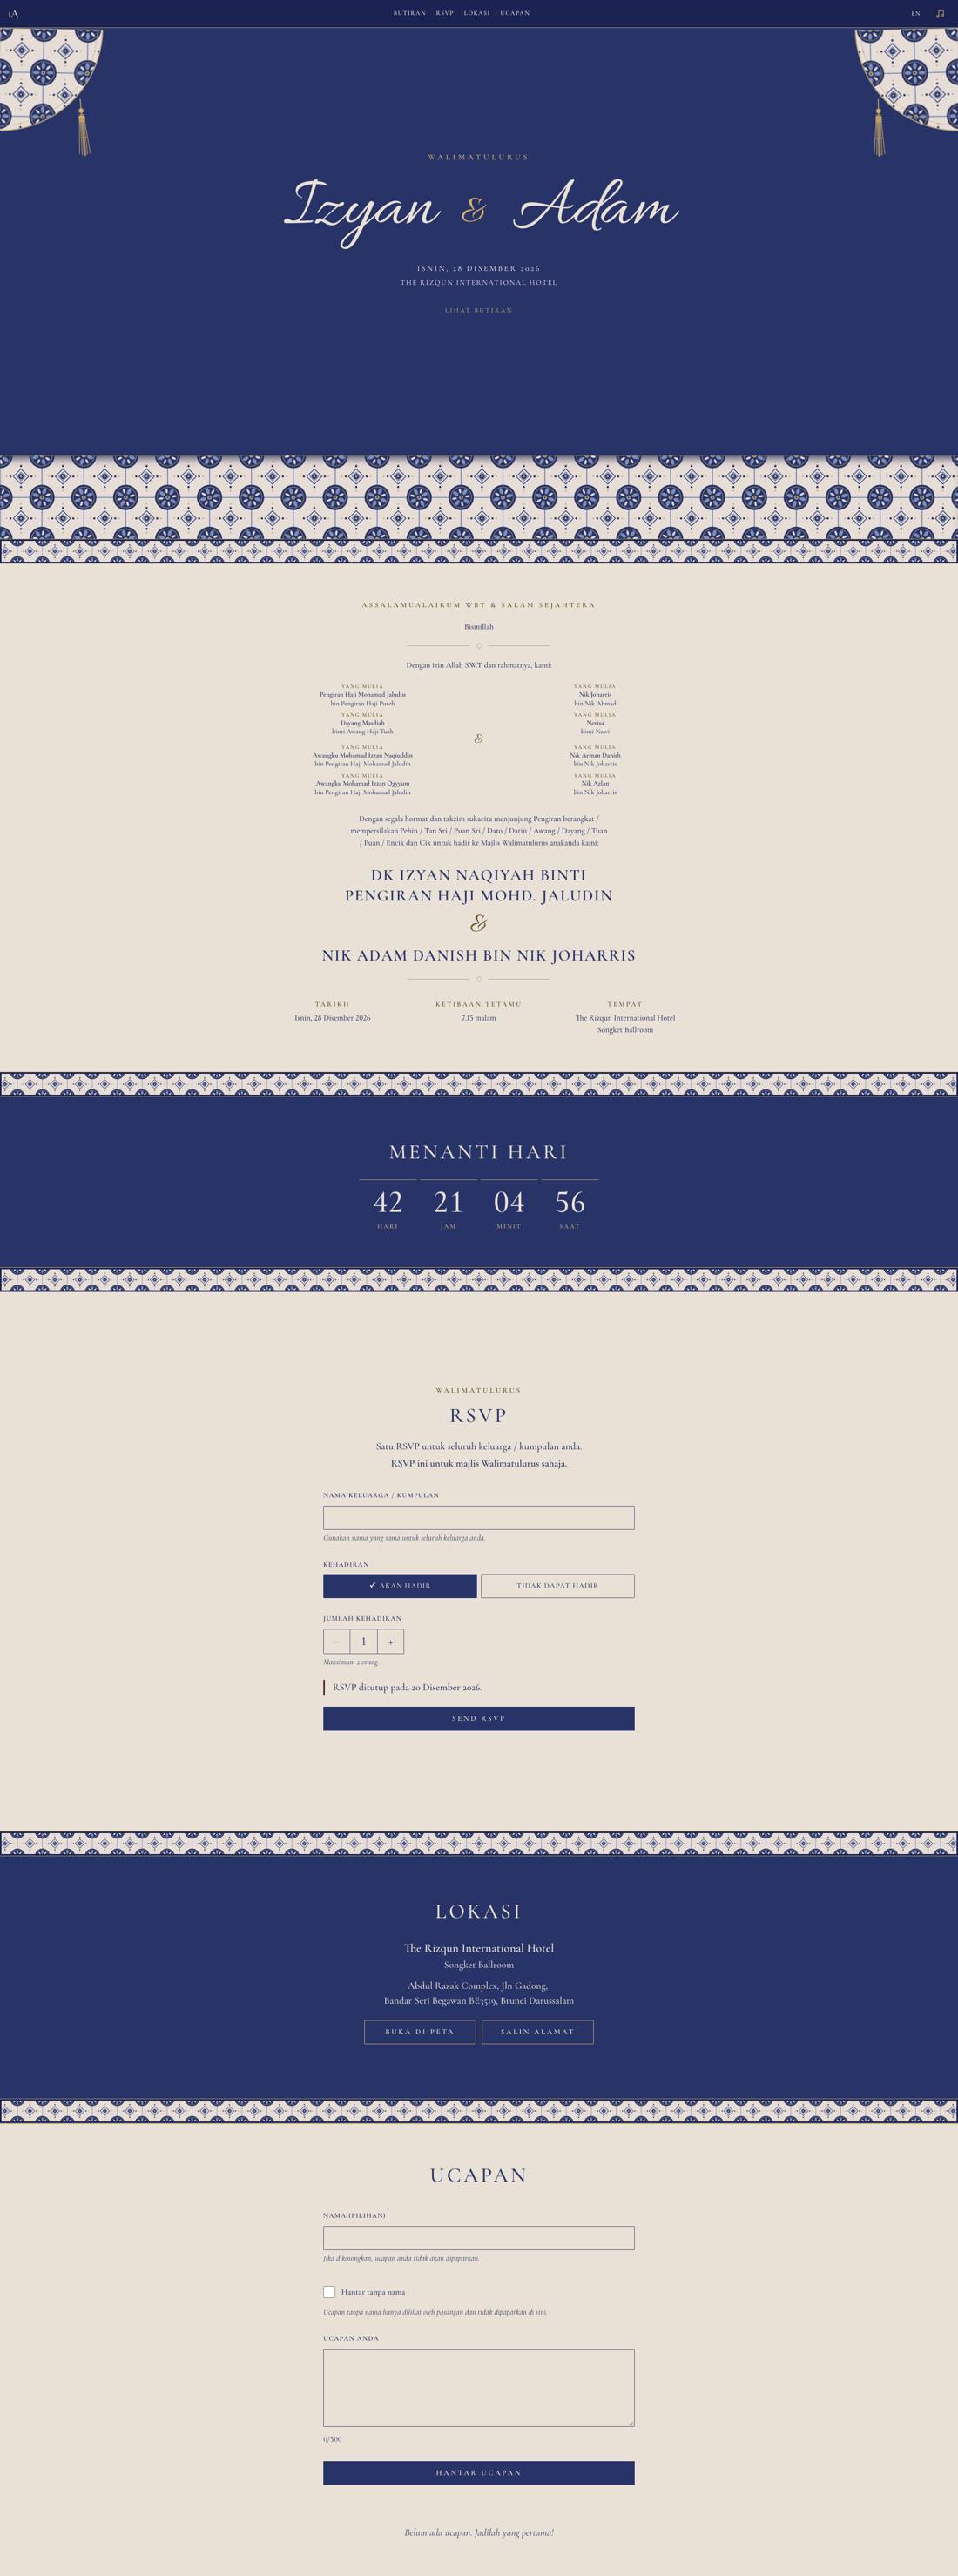 IA
BUTIRAN RSVP LOKASI UCAPAN
EN
WALIMATULURUS
Izyan & Adam
ISNIN, 28 DISEMBER 2026
THE RIZQUN INTERNATIONAL HOTEL
LIHAT BUTIRAN
ASSALAMUALAIKUM WBT & SALAM SEJAHTERA
Bismillah
Dengan izin Allah S.W.T dan rahmatnya, kami:
YANG MULIA
Pengiran Haji Mohamad Jaludin
bin Pengiran Haji Puteh
YANG MULIA
Dayang Masdiah
binti Awang Haji Tuah
YANG MULIA
Awangku Mohamad Izzan Naqiuddin
bin Pengiran Haji Mohamad Jaludin
YANG MULIA
Awangku Mohamad Izzan Qayyum
bin Pengiran Haji Mohamad Jaludin
&
YANG MULIA
Nik Joharris
bin Nik Ahmad
YANG MULIA
Nerisa
binti Nawi
YANG MULIA
Nik Arman Danish
bin Nik Joharris
YANG MULIA
Nik Azlan
bin Nik Joharris
Dengan segala hormat dan takzim sukacita menjunjung Pengiran berangkat /
mempersilakan Pehin / Tan Sri / Puan Sri / Dato / Datin / Awang / Dayang / Tuan
/ Puan / Encik dan Cik untuk hadir ke Majlis Walimatulurus anakanda kami:
DK IZYAN NAQIYAH BINTI
PENGIRAN HAJI MOHD. JALUDIN
&
NIK ADAM DANISH BIN NIK JOHARRIS
TARIKH
Isnin, 28 Disember 2026
KETIBAAN TETAMU
7.15 malam
TEMPAT
The Rizqun International Hotel
Songket Ballroom
MENANTI HARI
42 21 04 56
HARI JAM MINIT SAAT
WALIMATULURUS
RSVP
Satu RSVP untuk seluruh keluarga / kumpulan anda.
RSVP ini untuk majlis Walimatulurus sahaja.
NAMA KELUARGA / KUMPULAN
Gunakan nama yang sama untuk seluruh keluarga anda.
KEHADIRAN
✓ AKAN HADIR
TIDAK DAPAT HADIR
JUMLAH KEHADIRAN
− 1 +
Maksimum 2 orang.
RSVP ditutup pada 20 Disember 2026.
SEND RSVP
LOKASI
The Rizqun International Hotel
Songket Ballroom
Abdul Razak Complex, Jln Gadong,
Bandar Seri Begawan BE3519, Brunei Darussalam
BUKA DI PETA
SALIN ALAMAT
UCAPAN
NAMA (PILIHAN)
Jika dikosongkan, ucapan anda tidak akan dipaparkan.
Hantar tanpa nama
Ucapan tanpa nama hanya dilihat oleh pasangan dan tidak dipaparkan di sini.
UCAPAN ANDA
0/500
HANTAR UCAPAN
Belum ada ucapan. Jadilah yang pertama!